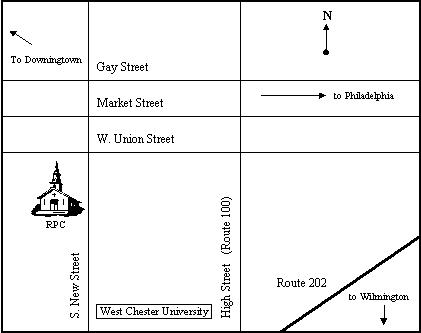 N
To Downingtown
Gay Street
Market Street
to Philadelphia
W. Union Street
RPC
S. New Street
High Street (Route 100)
Route 202
to Wilmington
West Chester University